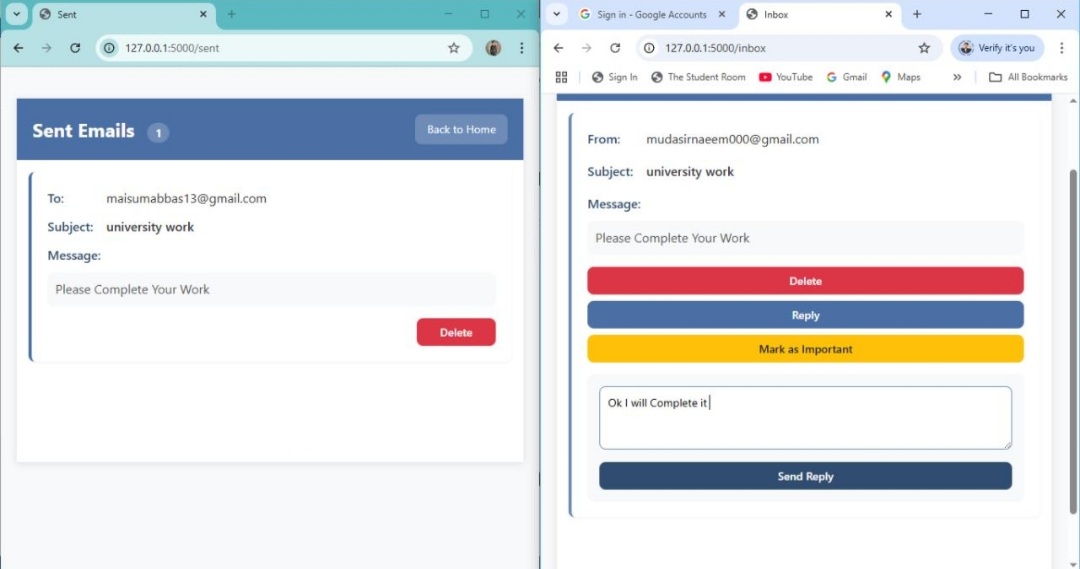 Sent
127.0.0.1:5000/sent
Sent Emails 1
Back to Home
To: maisumabbas13@gmail.com
Subject: university work
Message:
Please Complete Your Work
Delete
Sign in - Google Accounts
Inbox
127.0.0.1:5000/inbox
Verify it's you
Sign In
The Student Room
YouTube
Gmail
Maps
All Bookmarks
From: mudasirnaeem000@gmail.com
Subject: university work
Message:
Please Complete Your Work
Delete
Reply
Mark as Important
Ok I will Complete it
Send Reply